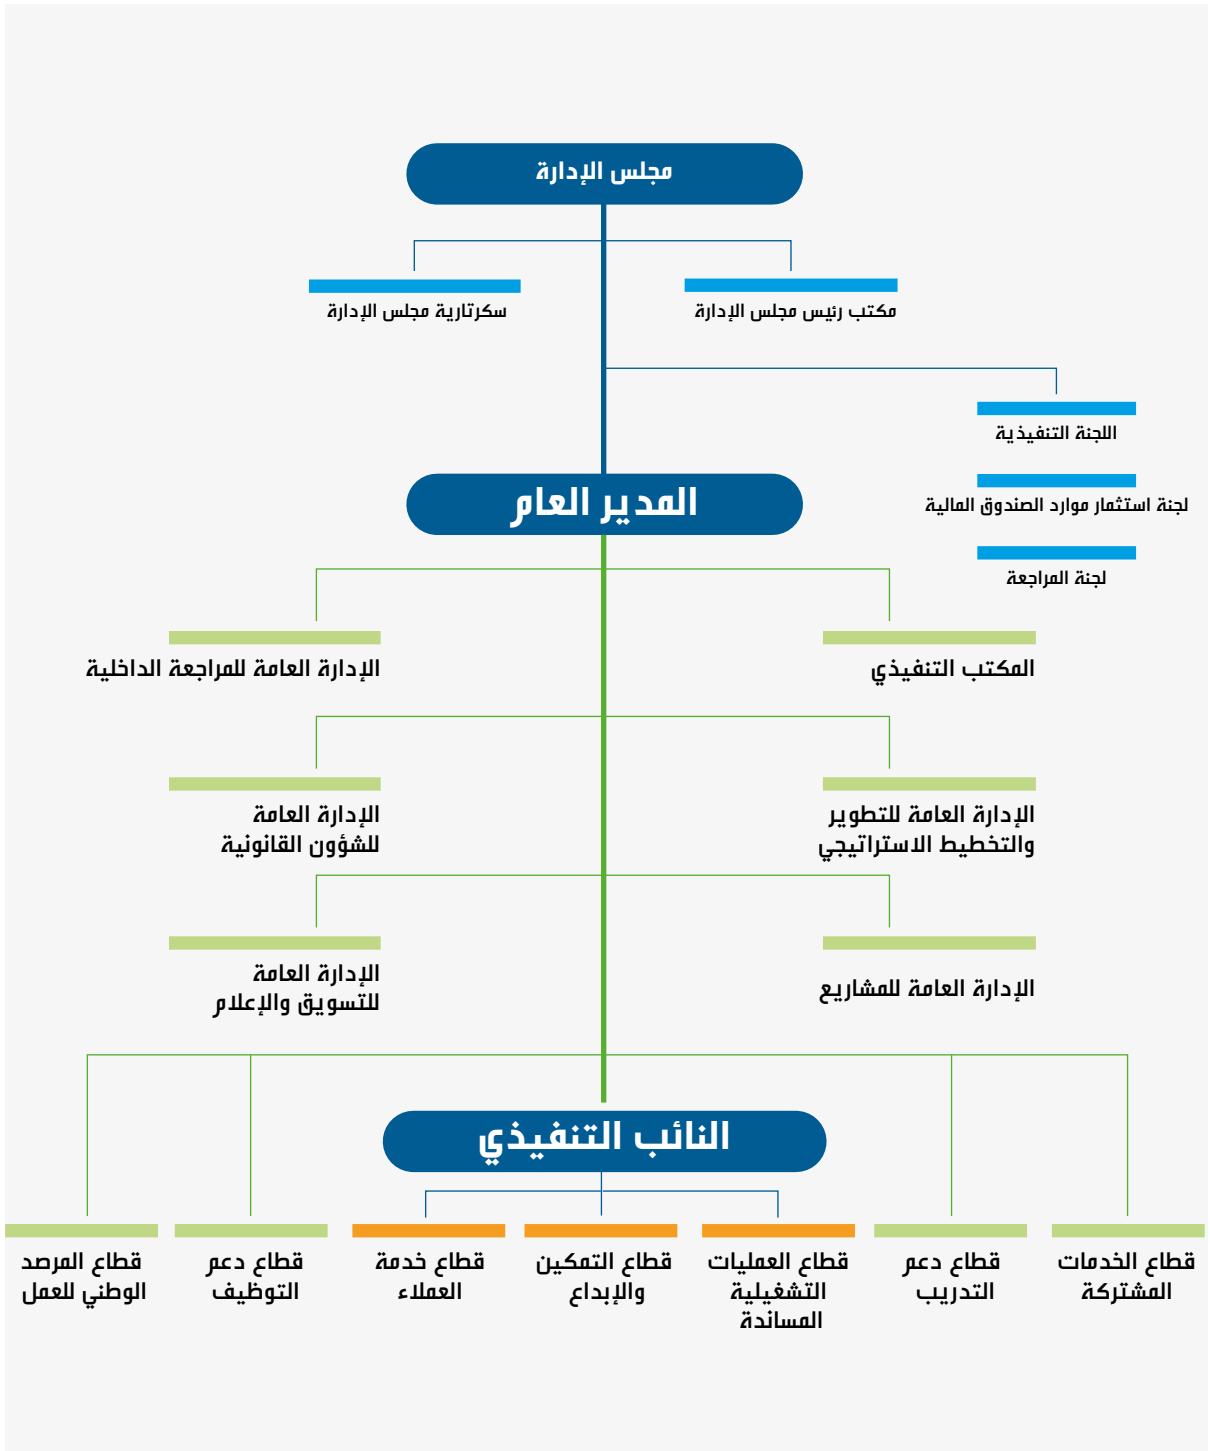 مجلس الإدارة
مكتب رئيس مجلس الإدارة
سكرتارية مجلس الإدارة
اللجنة التنفيذية
لجنة استثمار موارد الصندوق المالية
لجنة المراجعة
المدير العام
المكتب التنفيذي
الإدارة العامة للمراجعة الداخلية
الإدارة العامة للتطوير
والتخطيط الاستراتيجي
الإدارة العامة
للشؤون القانونية
الإدارة العامة للمشاريع
الإدارة العامة
للتسويق والإعلام
النائب التنفيذي
قطاع الخدمات
المشتركة
قطاع دعم
التدريب
قطاع العمليات
التشغيلية
المساندة
قطاع التمكين
والإبداع
قطاع خدمة
العملاء
قطاع دعم
التوظيف
قطاع المرصد
الوطني للعمل